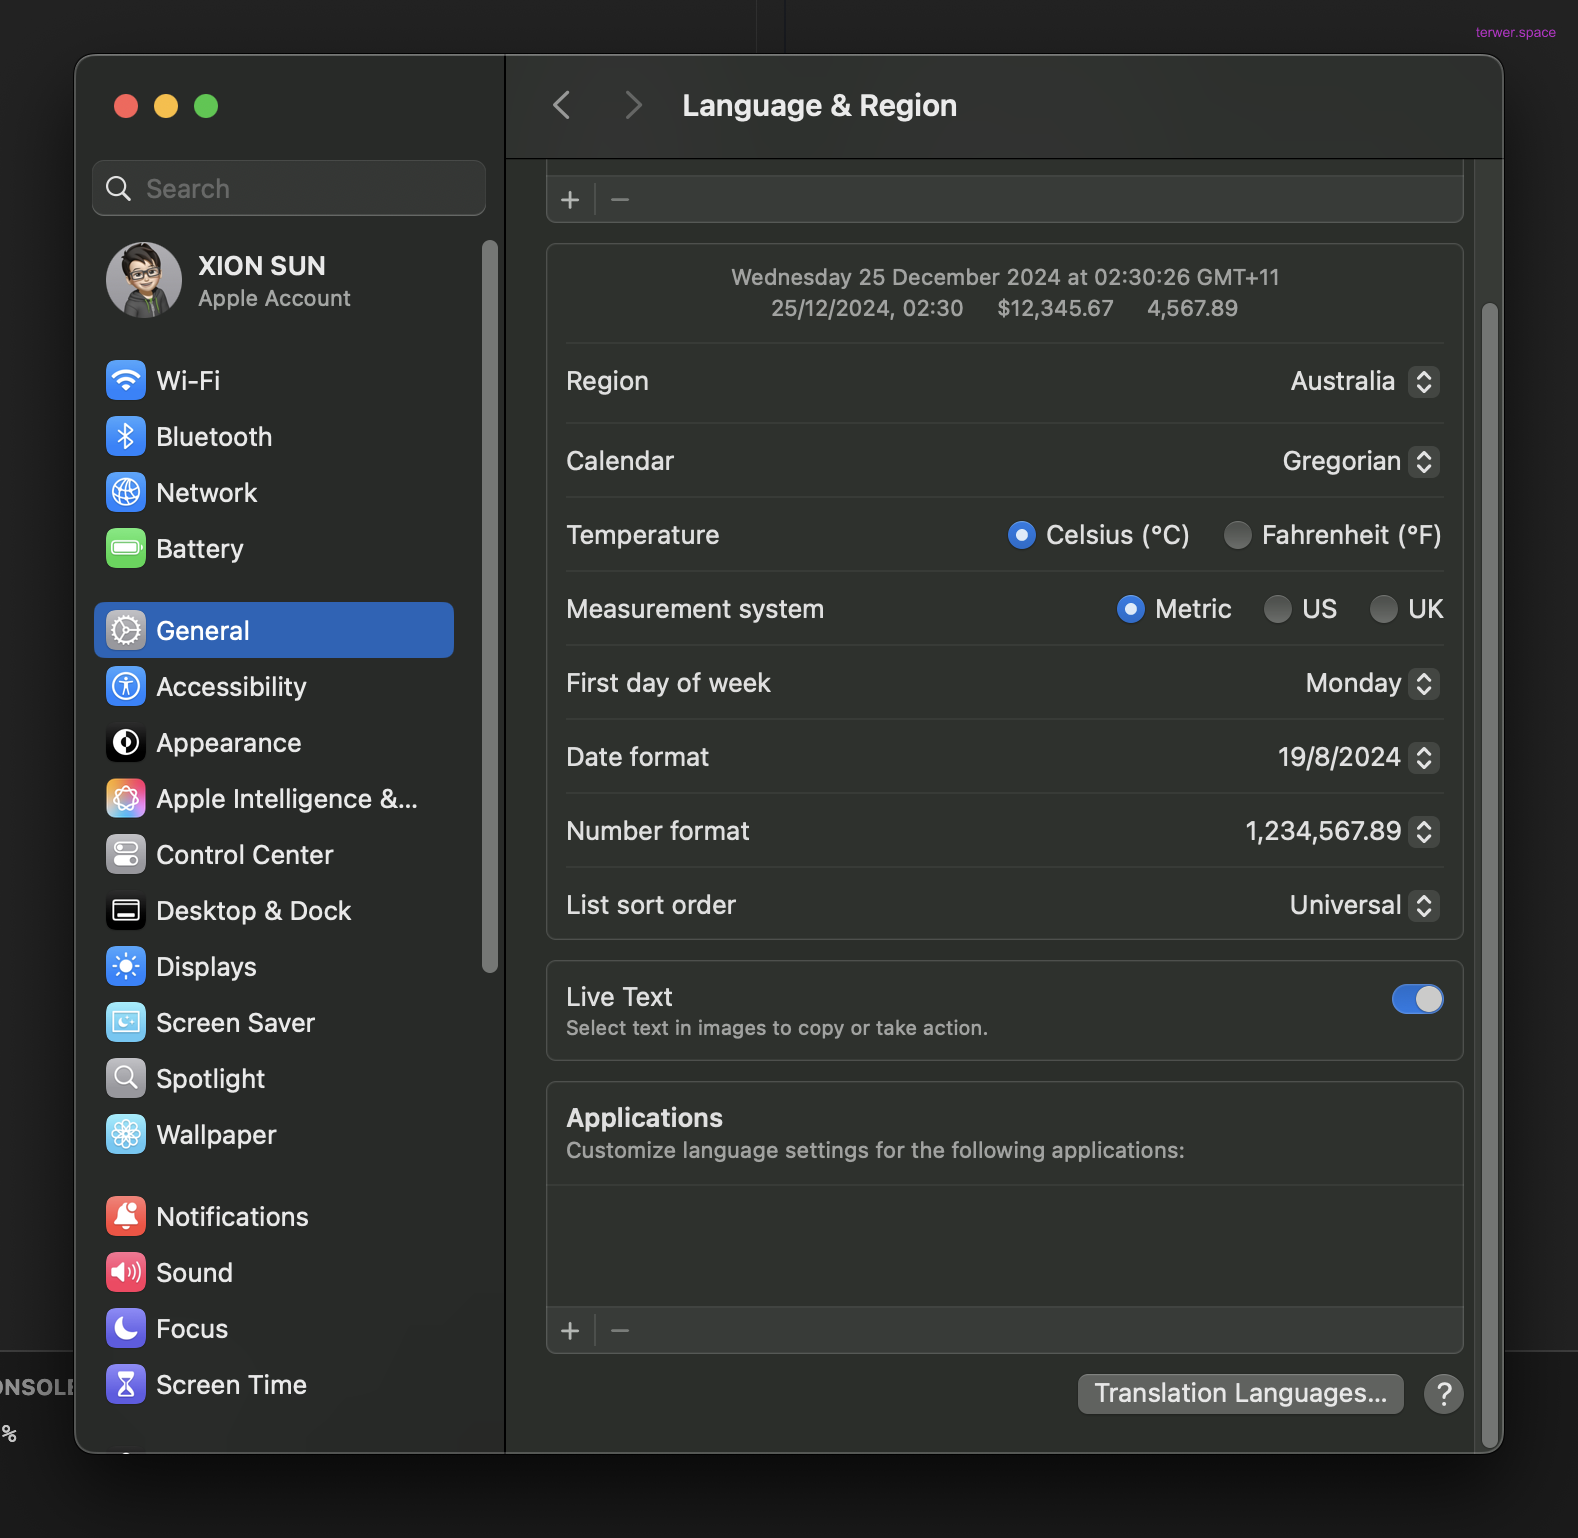 terwer.space
Language & Region
Search
XION SUN
Apple Account
Wi-Fi
Bluetooth
Network
Battery
General
Accessibility
Appearance
Apple Intelligence &...
Control Center
Desktop & Dock
Displays
Screen Saver
Spotlight
Wallpaper
Notifications
Sound
Focus
Screen Time
Wednesday 25 December 2024 at 02:30:26 GMT+11
25/12/2024, 02:30 $12,345.67 4,567.89
Region Australia
Calendar Gregorian
Temperature Celsius (°C) Fahrenheit (°F)
Measurement system Metric US UK
First day of week Monday
Date format 19/8/2024
Number format 1,234,567.89
List sort order Universal
Live Text
Select text in images to copy or take action.
Applications
Customize language settings for the following applications:
Translation Languages...
?
%